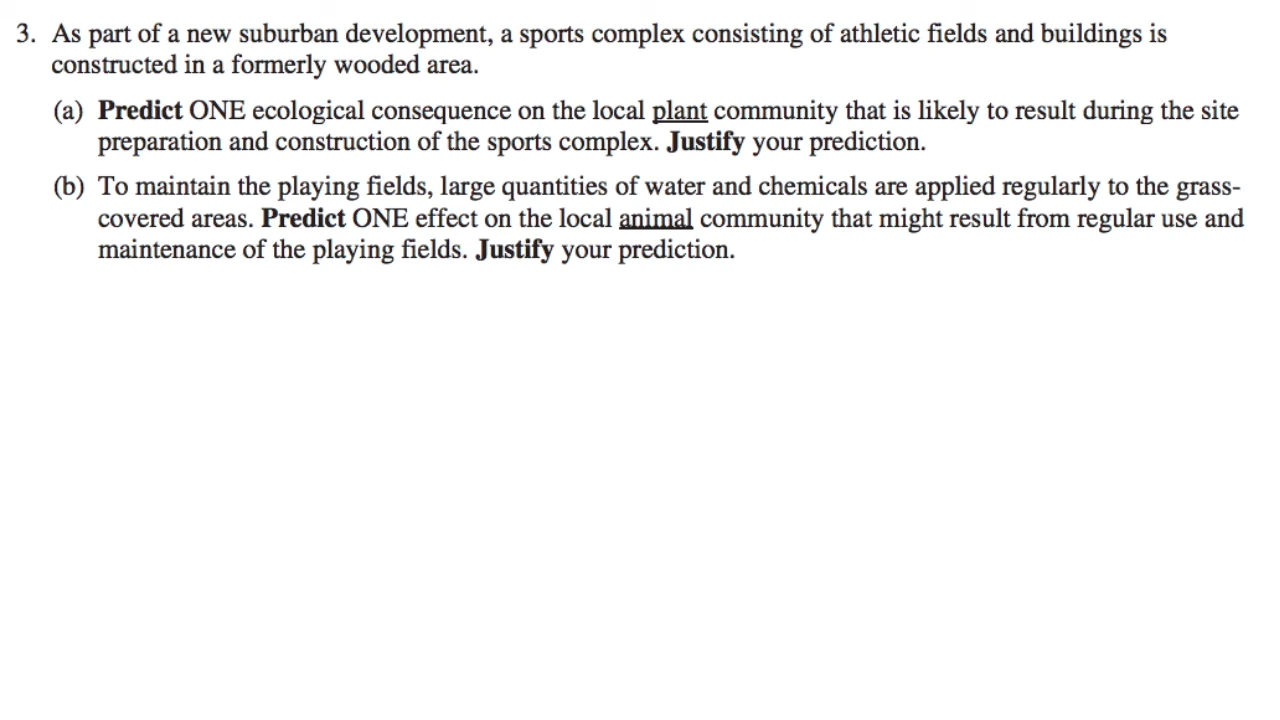 3. As part of a new suburban development, a sports complex consisting of athletic fields and buildings is
constructed in a formerly wooded area.
(a) Predict ONE ecological consequence on the local plant community that is likely to result during the site
preparation and construction of the sports complex. Justify your prediction.
(b) To maintain the playing fields, large quantities of water and chemicals are applied regularly to the grass-
covered areas. Predict ONE effect on the local animal community that might result from regular use and
maintenance of the playing fields. Justify your prediction.